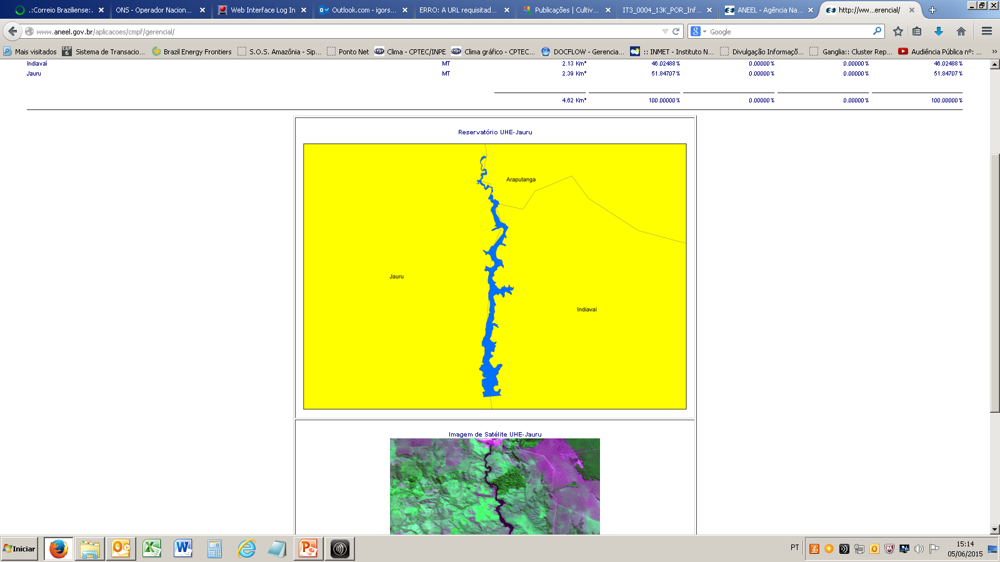 .:Correio Braziliense:.
ONS - Operador Nacion...
Web Interface Log In
Outlook.com - igors...
ERRO: A URL requisitad...
Publicações | Cultiv...
IT3_0004_13K_POR_Inf...
ANEEL - Agência Na...
http://ww...erencial/
www.aneel.gov.br/aplicacoes/cmpf/gerencial/
8 Google
Mais visitados
EAP 6 Sistema de Transacio...
Brazil Energy Frontiers
S.O.S. Amazônia - Sip...
Ponto Net
Clima - CPTEC/INPE
Clima gráfico - CPTEC...
DOCFLOW - Gerencia...
:: INMET - Instituto N...
Divulgação Informaçõ...
Ganglia:: Cluster Rep...
Audiência Pública nº: ...
Indiavaí MT 2.13 Km² 46.02488% 0.00000% 0.00000% 46.02488%
Jauru MT 2.39 Km² 51.84707% 0.00000% 0.00000% 51.84707%
4.62 Km² 100.00000% 0.00000% 0.00000% 100.00000%
Reservatório UHE-Jauru
Araputanga
Jauru
Indiavaí
Imagem de Satélite UHE-Jauru
Iniciar
PT
15:14
05/06/2015